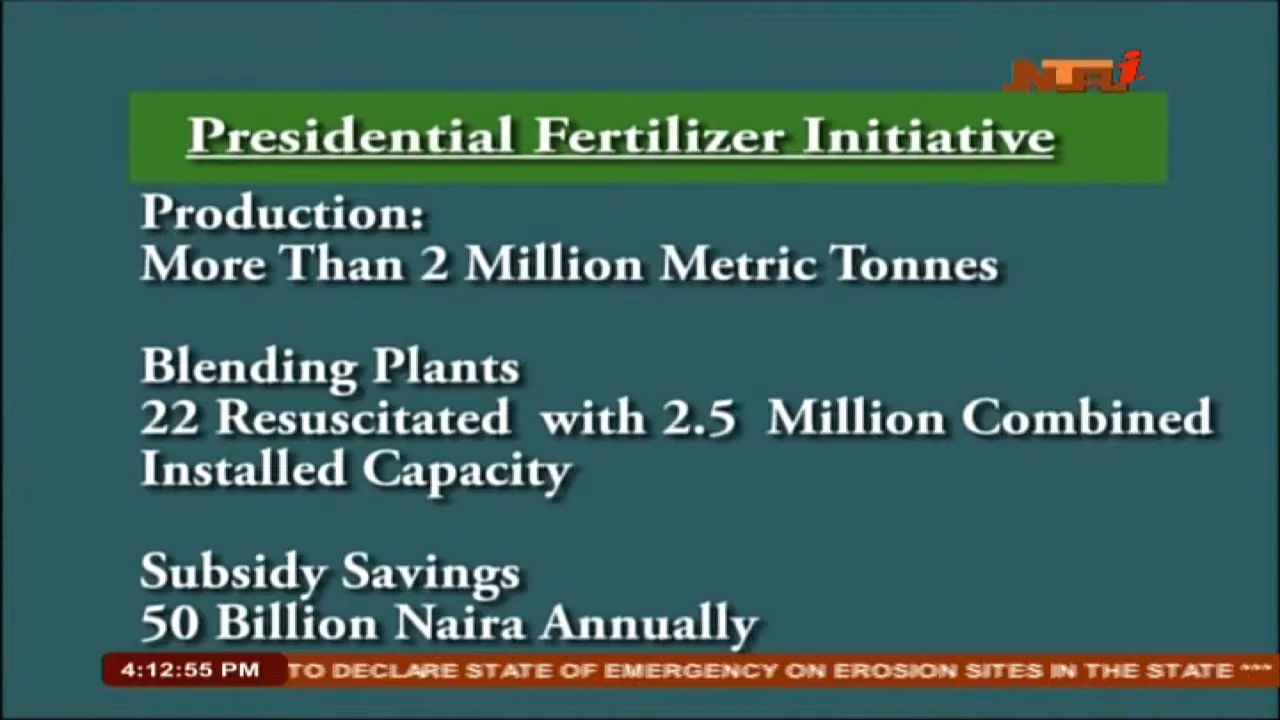 NTAi
Presidential Fertilizer Initiative
Production:
More Than 2 Million Metric Tonnes
Blending Plants
22 Resuscitated with 2.5 Million Combined
Installed Capacity
Subsidy Savings
50 Billion Naira Annually
4:12:55 PM TO DECLARE STATE OF EMERGENCY ON EROSION SITES IN THE STATE ***